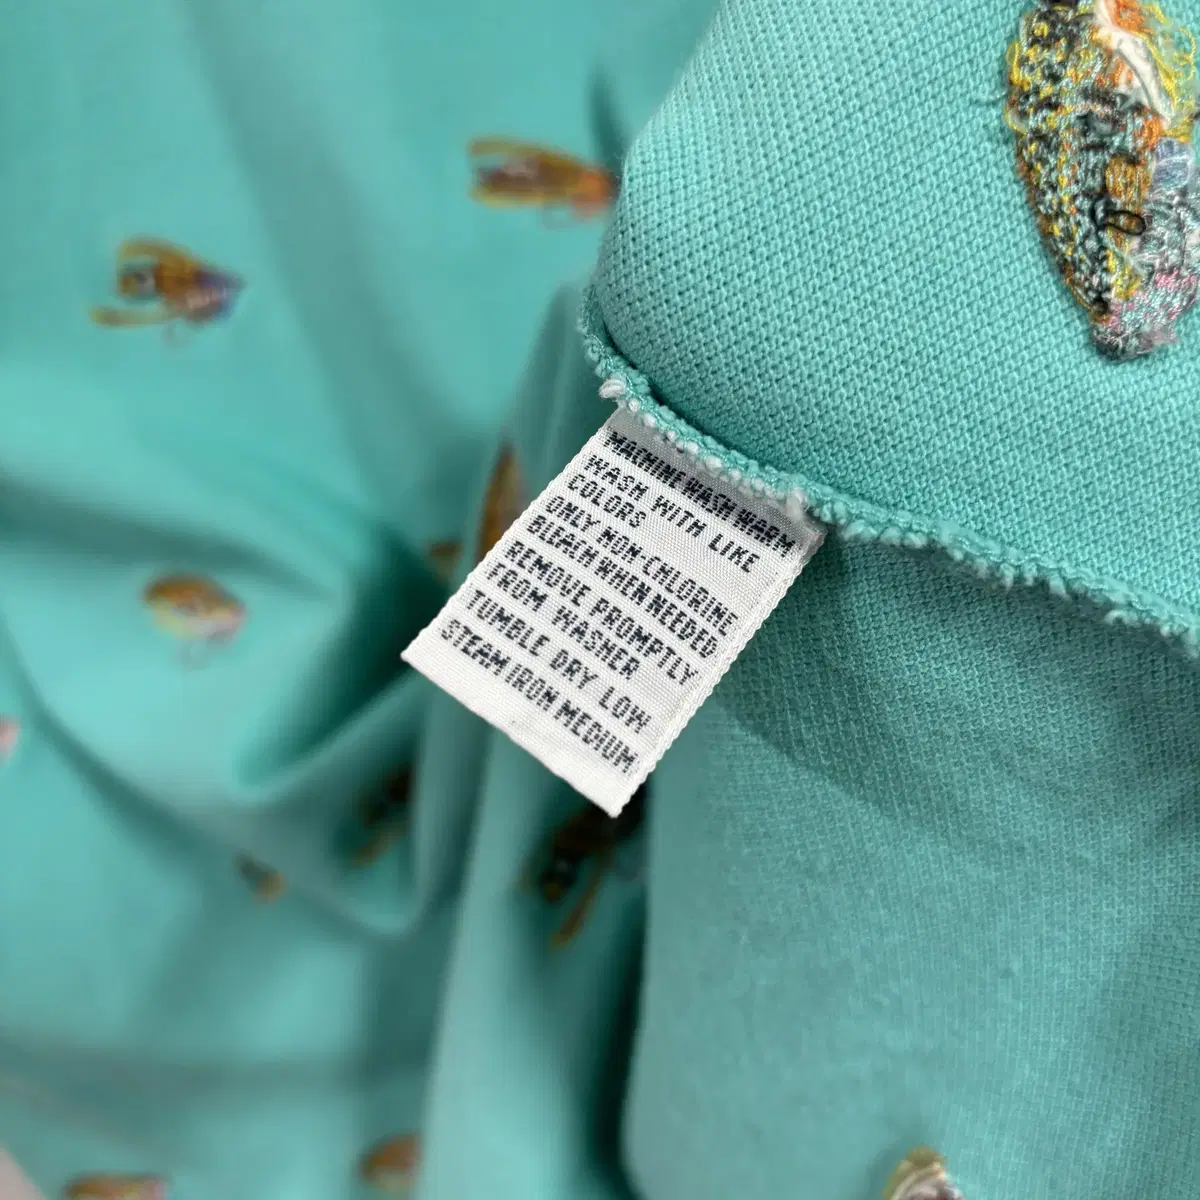 MACHINE WASH WARM
WASH WITH LIKE
COLORS
ONLY NON-CHLORINE
BLEACH WHEN NEEDED
REMOVE PROMPTLY
FROM WASHER
TUMBLE DRY LOW
STEAM IRON MEDIUM